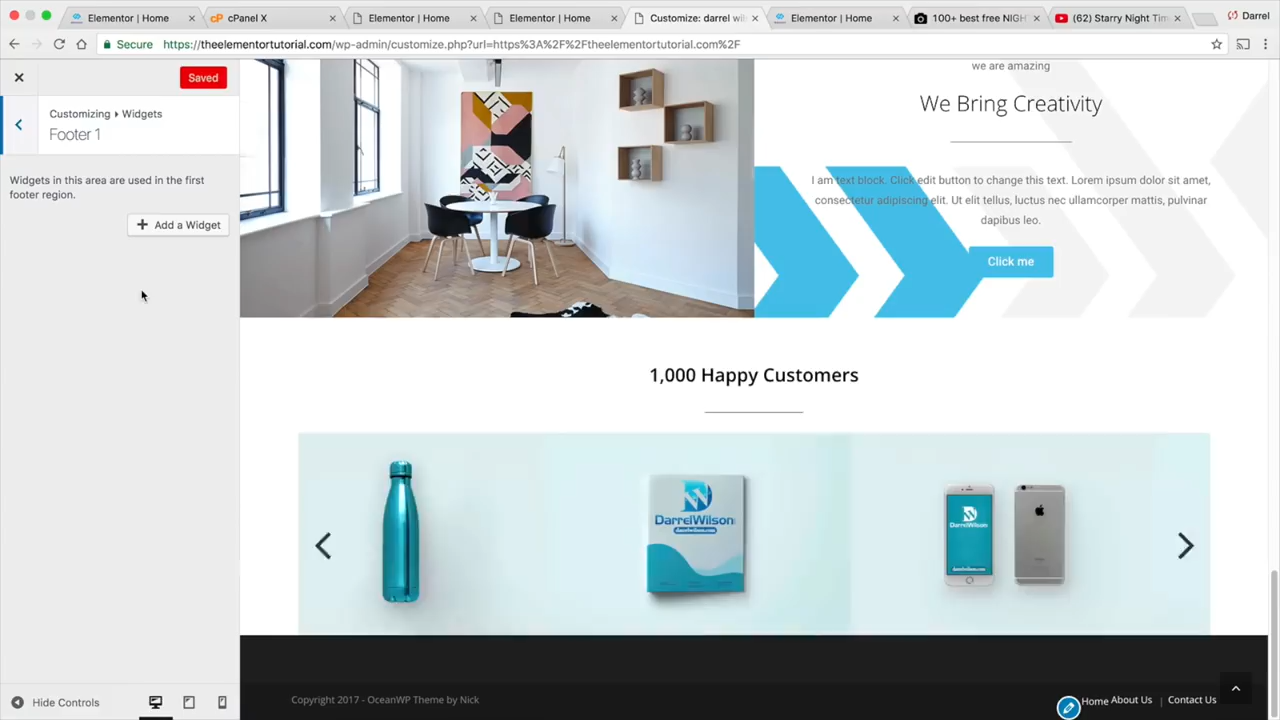 Elementor | Home
cPanel X
Elementor | Home
Elementor | Home
Customize: darrel wil
Elementor | Home
100+ best free NIGH
(62) Starry Night Tim
Darrel
Secure
https://theelementortutorial.com/wp-admin/customize.php?url=https%3A%2F%2Ftheelementortutorial.com%2F
Saved
Customizing ▸ Widgets
Footer 1
Widgets in this area are used in the first
footer region.
Add a Widget
we are amazing
We Bring Creativity
I am text block. Click edit button to change this text. Lorem ipsum dolor sit amet,
consectetur adipiscing elit. Ut elit tellus, luctus nec ullamcorper mattis, pulvinar
dapibus leo.
Click me
1,000 Happy Customers
DarrelWilson
darrelwilson.com
DarrelWilson
darrelwilson.com
Hide Controls
Copyright 2017 - OceanWP Theme by Nick
Home About Us | Contact Us